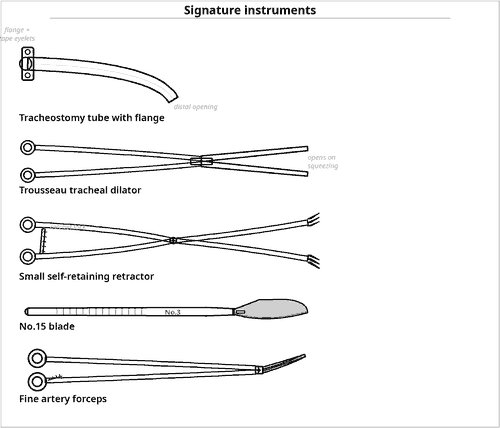 Signature instruments
flange +
tape eyelets
distal opening
Tracheostomy tube with flange
opens on
squeezing
Trousseau tracheal dilator
Small self-retaining retractor
No.3
No.15 blade
Fine artery forceps